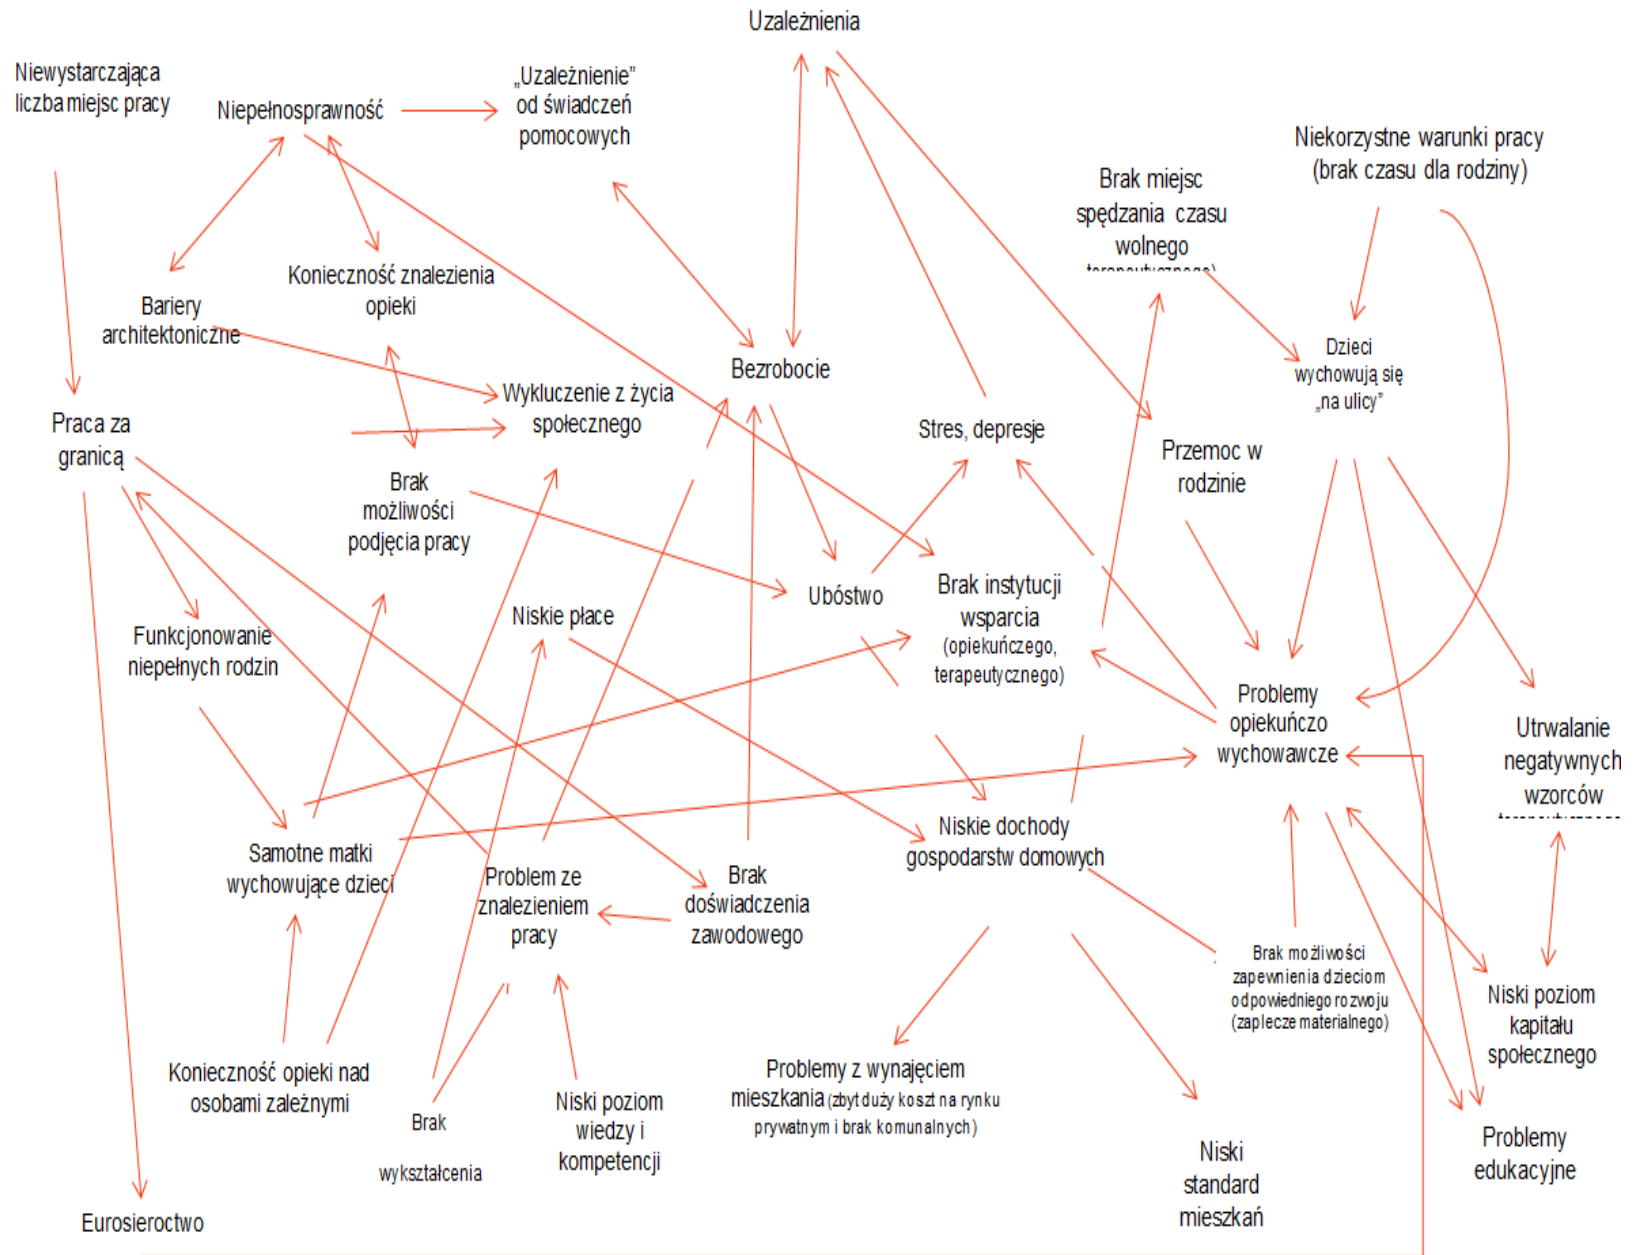 Uzależnienia
Niewystarczająca
liczba miejsc pracy
Niepełnosprawność
„Uzależnienie”
od świadczeń
pomocowych
Niekorzystne warunki pracy
(brak czasu dla rodziny)
Brak miejsc
spędzania czasu
wolnego
terapeutycznego)
Konieczność znalezienia
opieki
Bariery
architektoniczne
Bezrobocie
Dzieci
wychowują się
„na ulicy”
Wykluczenie z życia
społecznego
Praca za
granicą
Stres, depresje
Przemoc w
rodzinie
Brak
możliwości
podjęcia pracy
Ubóstwo
Brak instytucji
wsparcia
(opiekuńczego,
terapeutycznego)
Niskie płace
Funkcjonowanie
niepełnych rodzin
Problemy
opiekuńczo
wychowawcze
Utrwalanie
negatywnych
wzorców
Samotne matki
wychowujące dzieci
Problem ze
znalezieniem
pracy
Brak
doświadczenia
zawodowego
Niskie dochody
gospodarstw domowych
Brak możliwości
zapewnienia dzieciom
odpowiedniego rozwoju
(zaplecze materialnego)
Niski poziom
kapitału
społecznego
Konieczność opieki nad
osobami zależnymi
Brak
wykształcenia
Niski poziom
wiedzy i
kompetencji
Problemy z wynajęciem
mieszkania (zbyt duży koszt na rynku
prywatnym i brak komunalnych)
Niski
standard
mieszkań
Problemy
edukacyjne
Eurosieroctwo